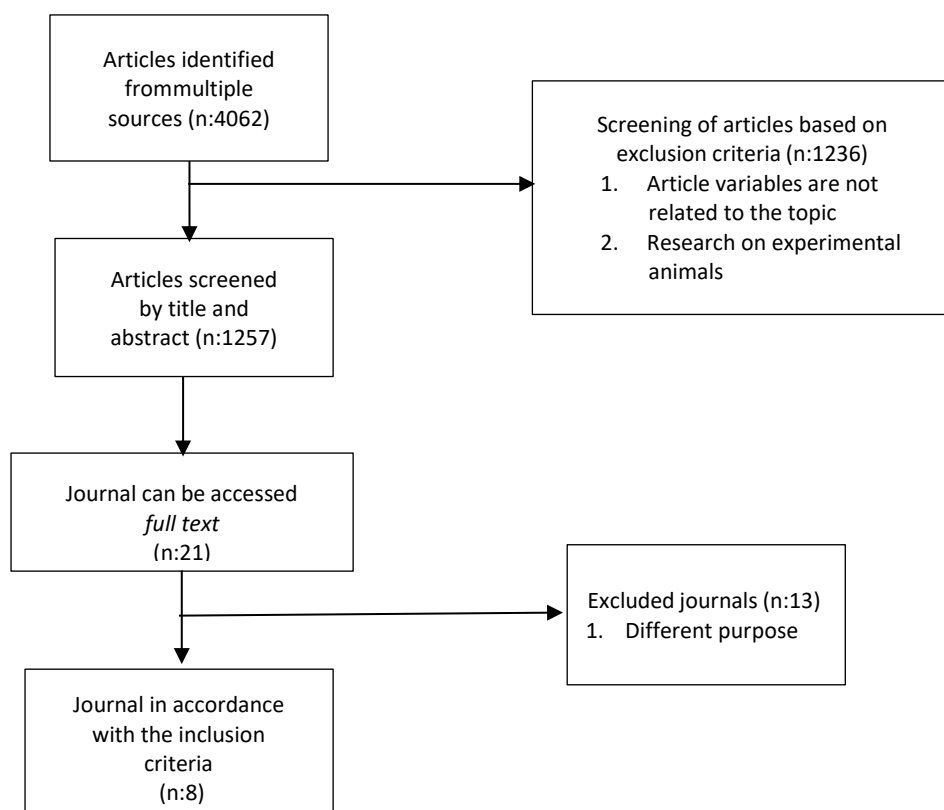 Articles identified
frommultiple
sources (n:4062)
Screening of articles based on
exclusion criteria (n:1236)
1. Article variables are not
related to the topic
2. Research on experimental
animals
Articles screened
by title and
abstract (n:1257)
Journal can be accessed
full text
(n:21)
Excluded journals (n:13)
1. Different purpose
Journal in accordance
with the inclusion
criteria
(n:8)